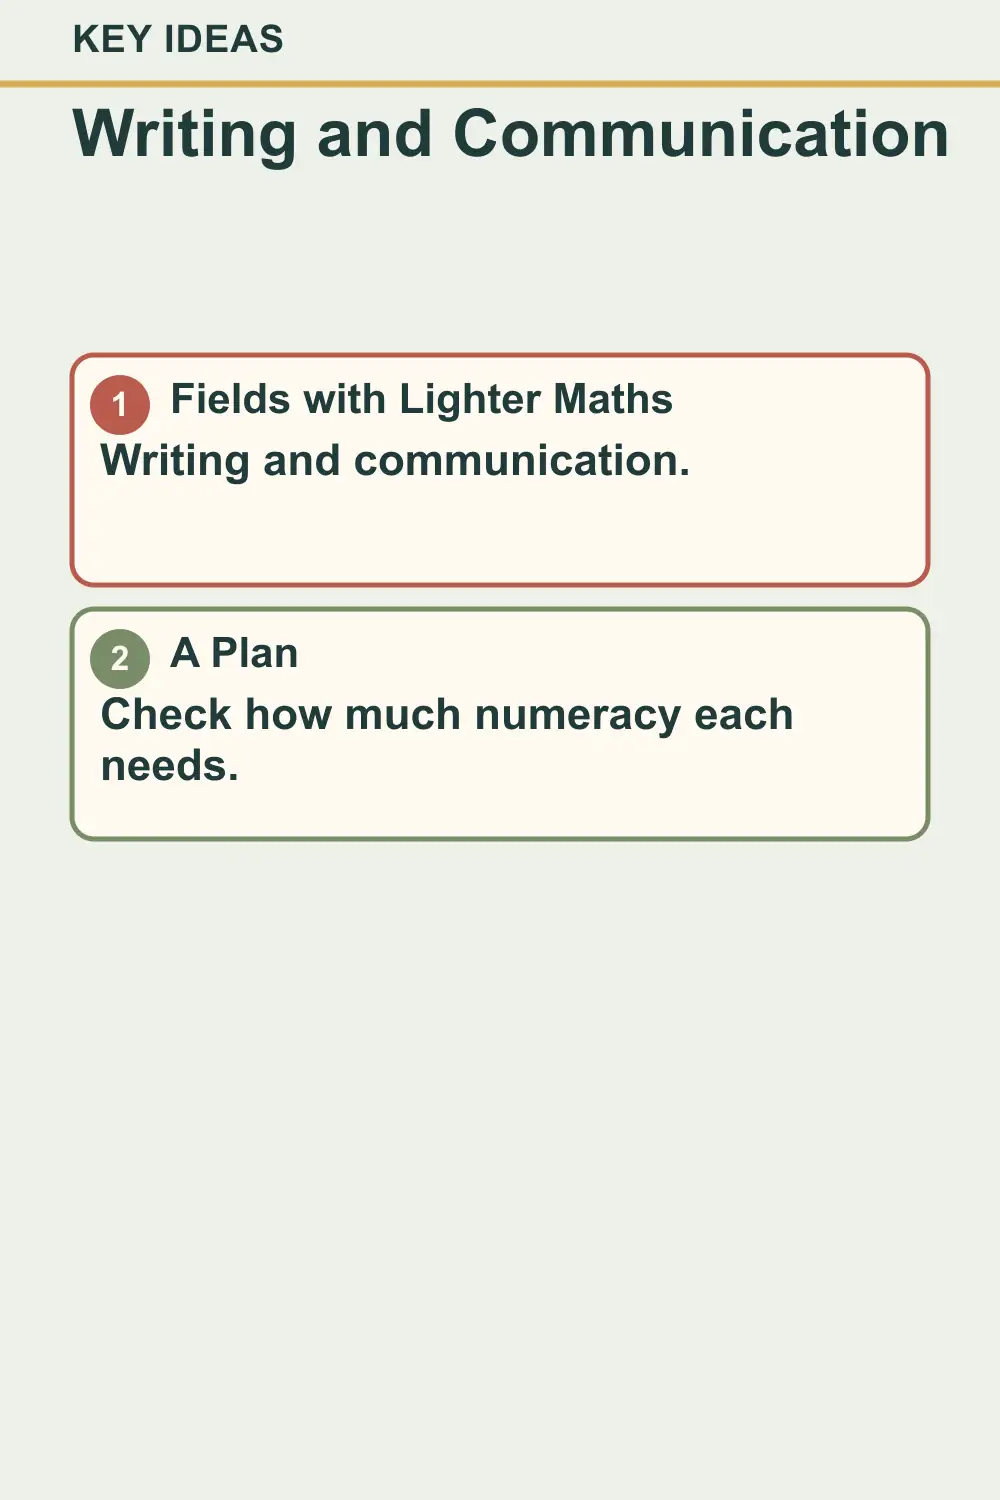 KEY IDEAS
Writing and Communication
1 Fields with Lighter Maths
Writing and communication.
2 A Plan
Check how much numeracy each
needs.